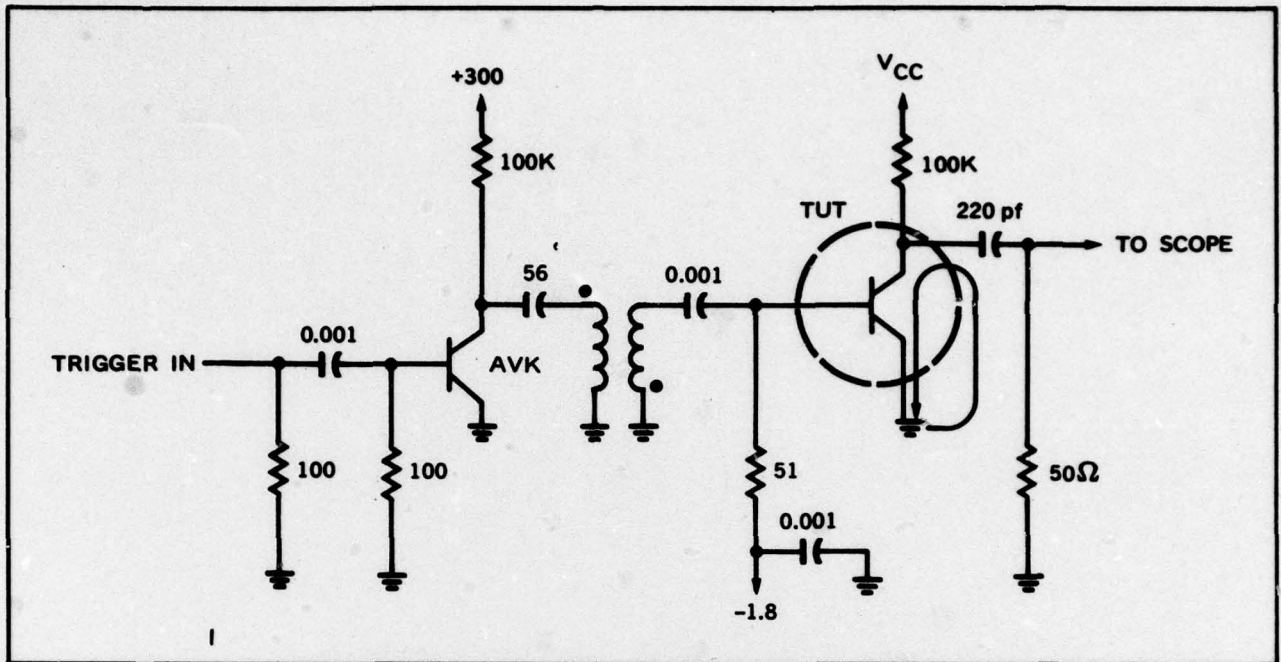 +300
V_CC
100K
100K
TUT
220 pf
TO SCOPE
56
0.001
0.001
TRIGGER IN
AVK
100
100
51
50Ω
0.001
-1.8